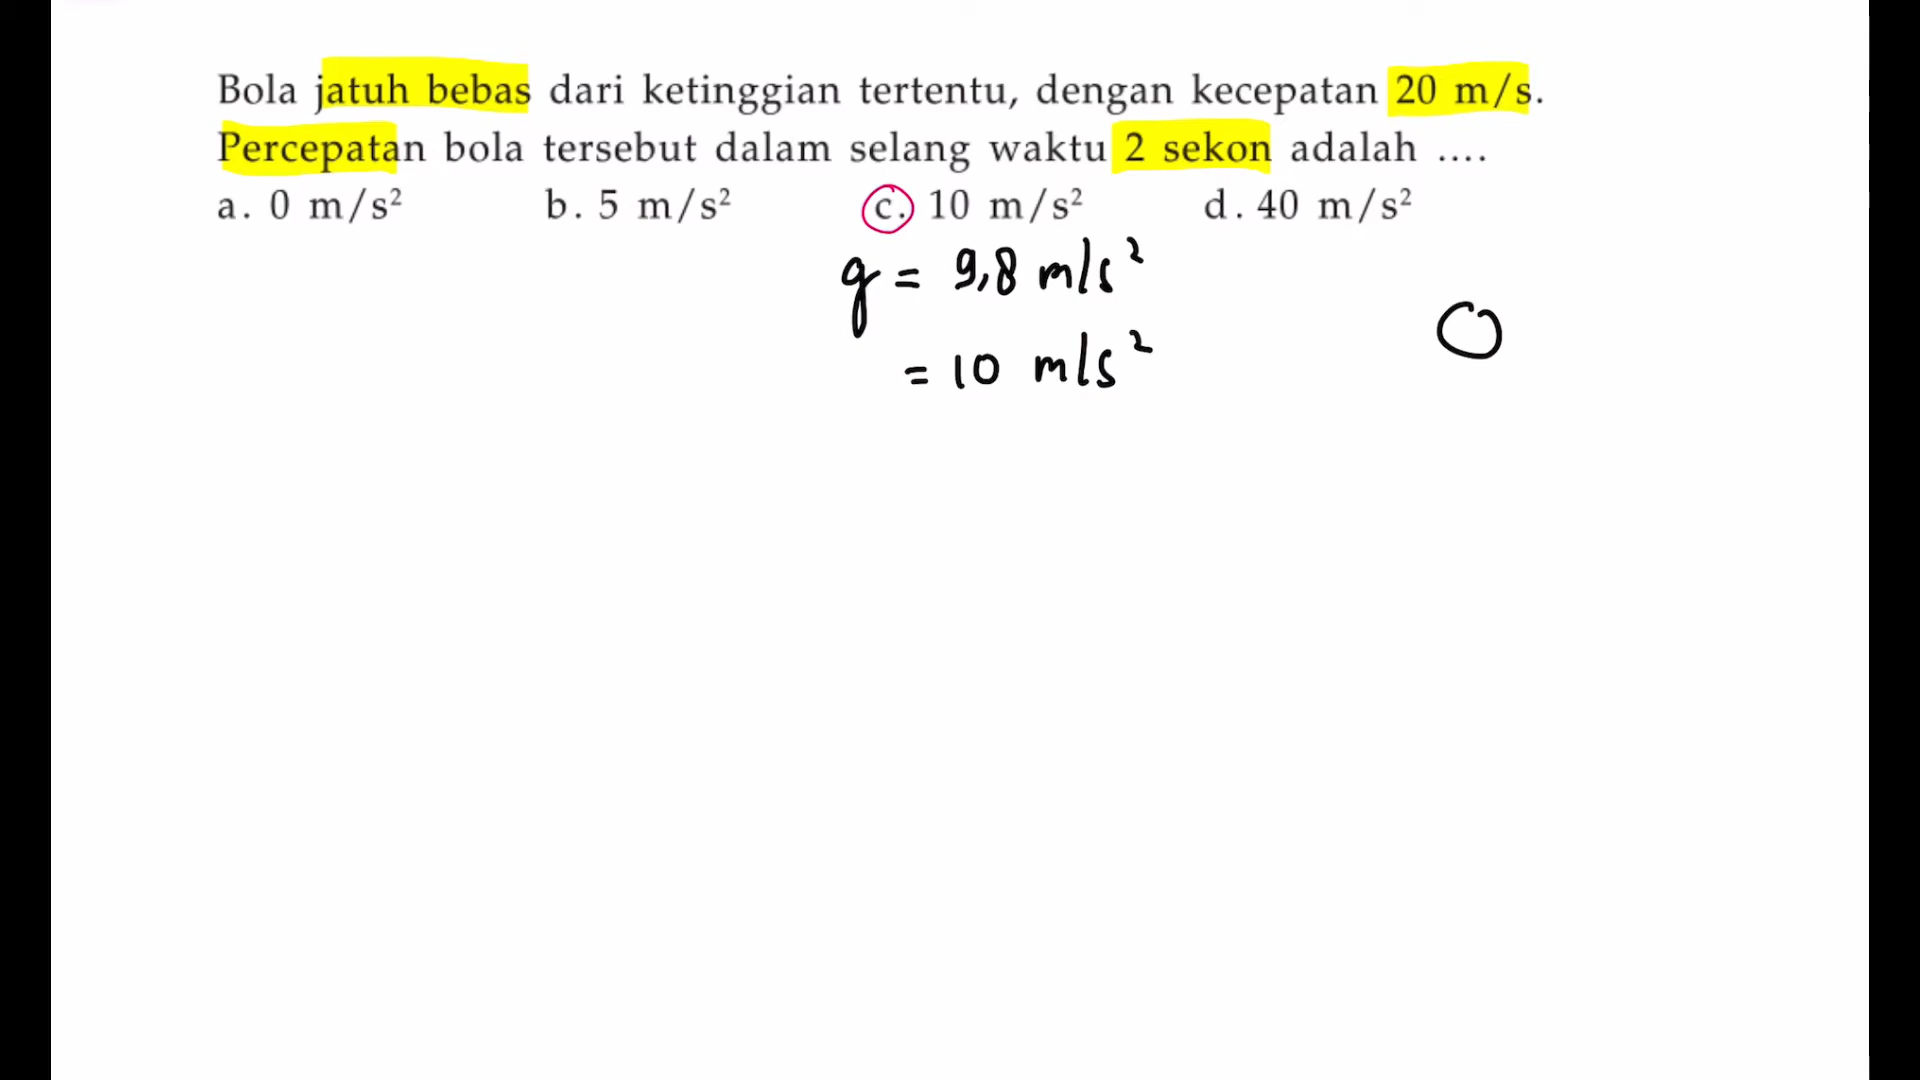 Bola jatuh bebas dari ketinggian tertentu, dengan kecepatan 20 m/s.
Percepatan bola tersebut dalam selang waktu 2 sekon adalah ....
a. 0 m/s² b. 5 m/s² c. 10 m/s² d. 40 m/s²
g = 9,8 m/s²
= 10 m/s²